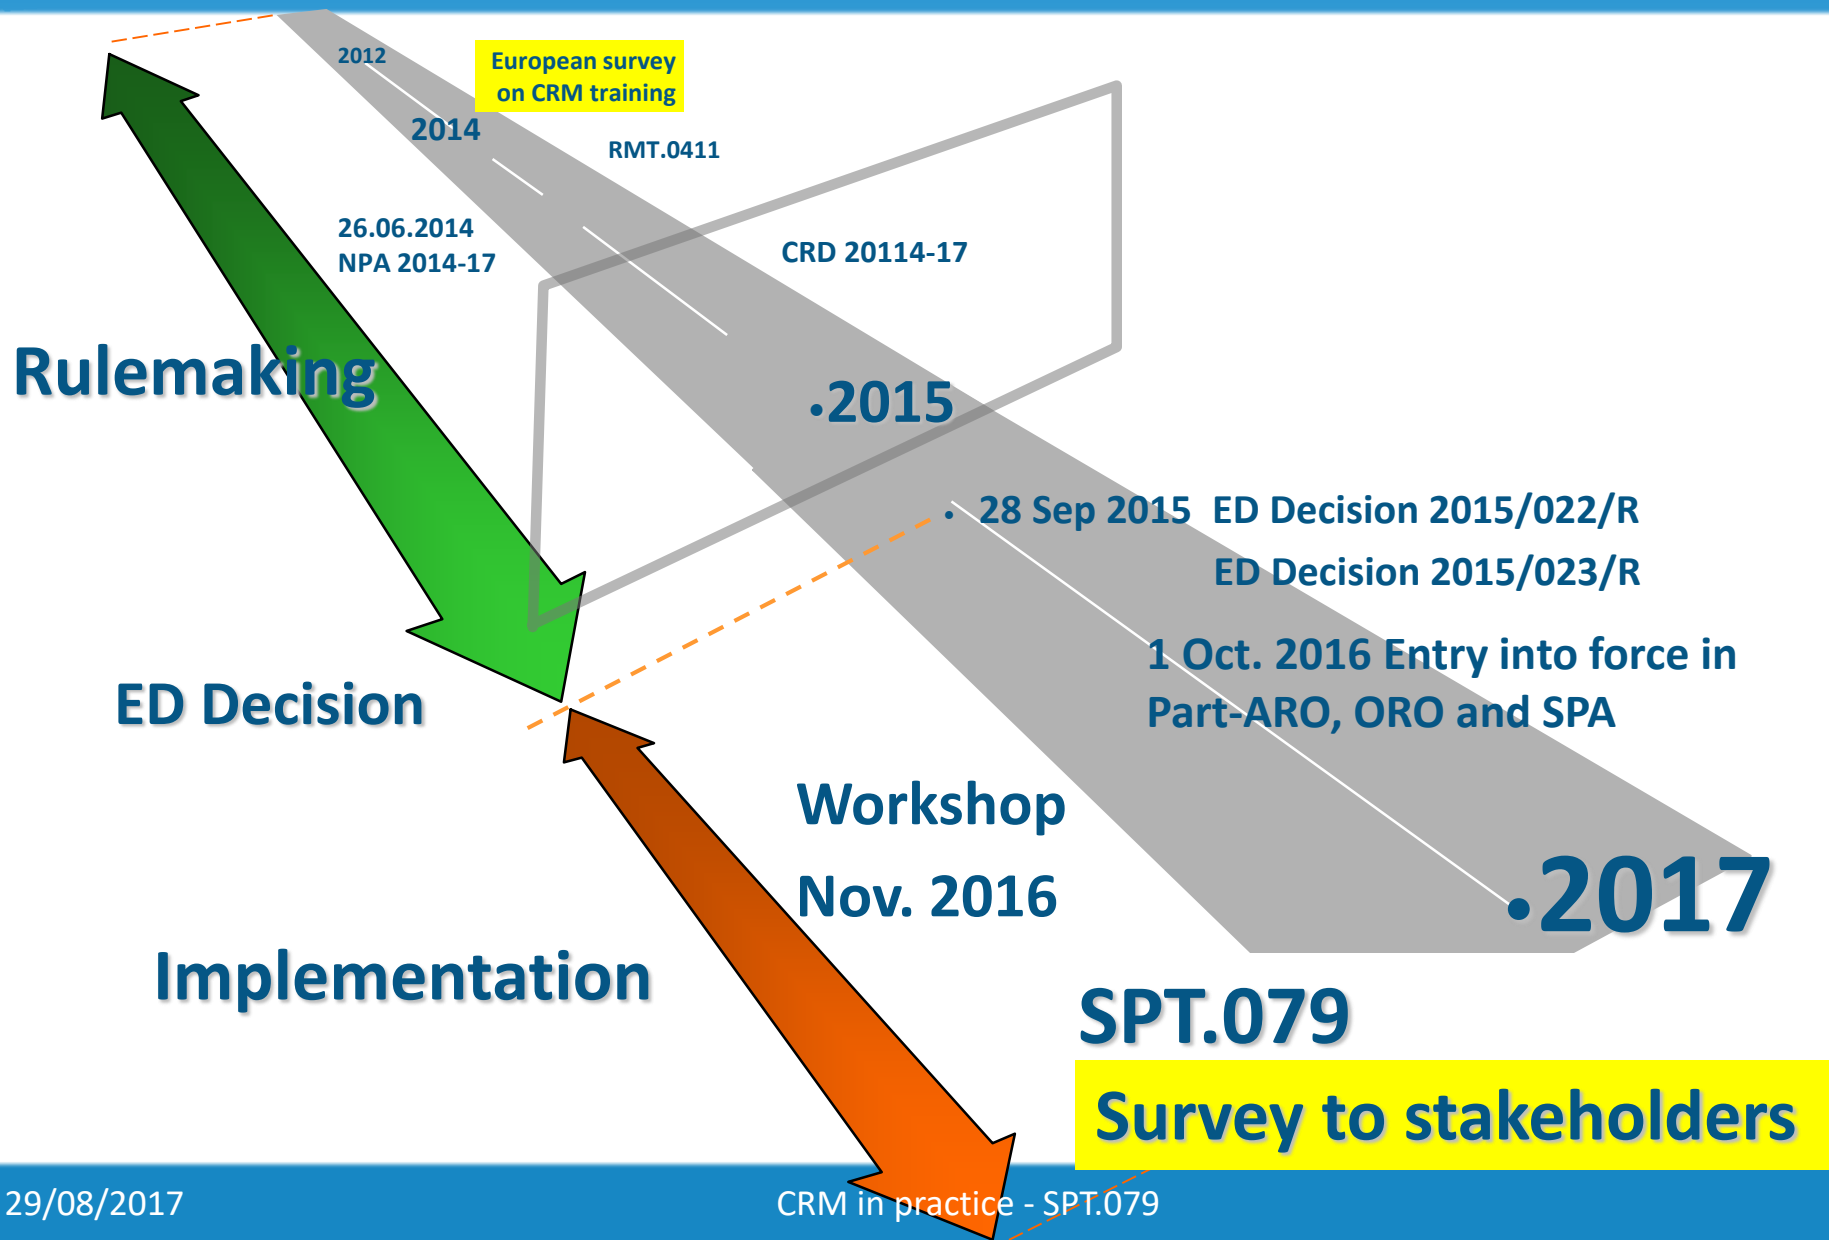 2012
European survey
on CRM training
2014
RMT.0411
26.06.2014
NPA 2014-17
CRD 20114-17
Rulemaking
•2015
• 28 Sep 2015 ED Decision 2015/022/R
ED Decision 2015/023/R
1 Oct. 2016 Entry into force in
Part-ARO, ORO and SPA
ED Decision
Workshop
Nov. 2016
•2017
Implementation
SPT.079
Survey to stakeholders
29/08/2017
CRM in practice - SPT.079